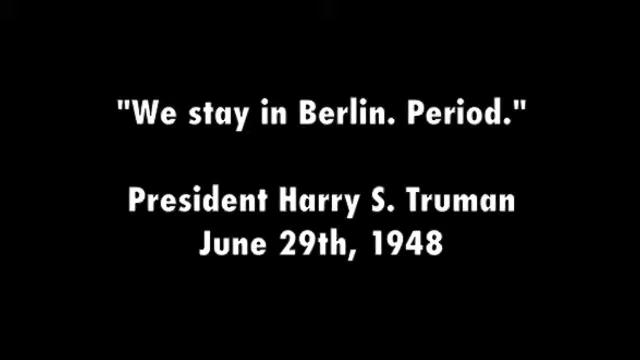 "We stay in Berlin. Period."
President Harry S. Truman
June 29th, 1948